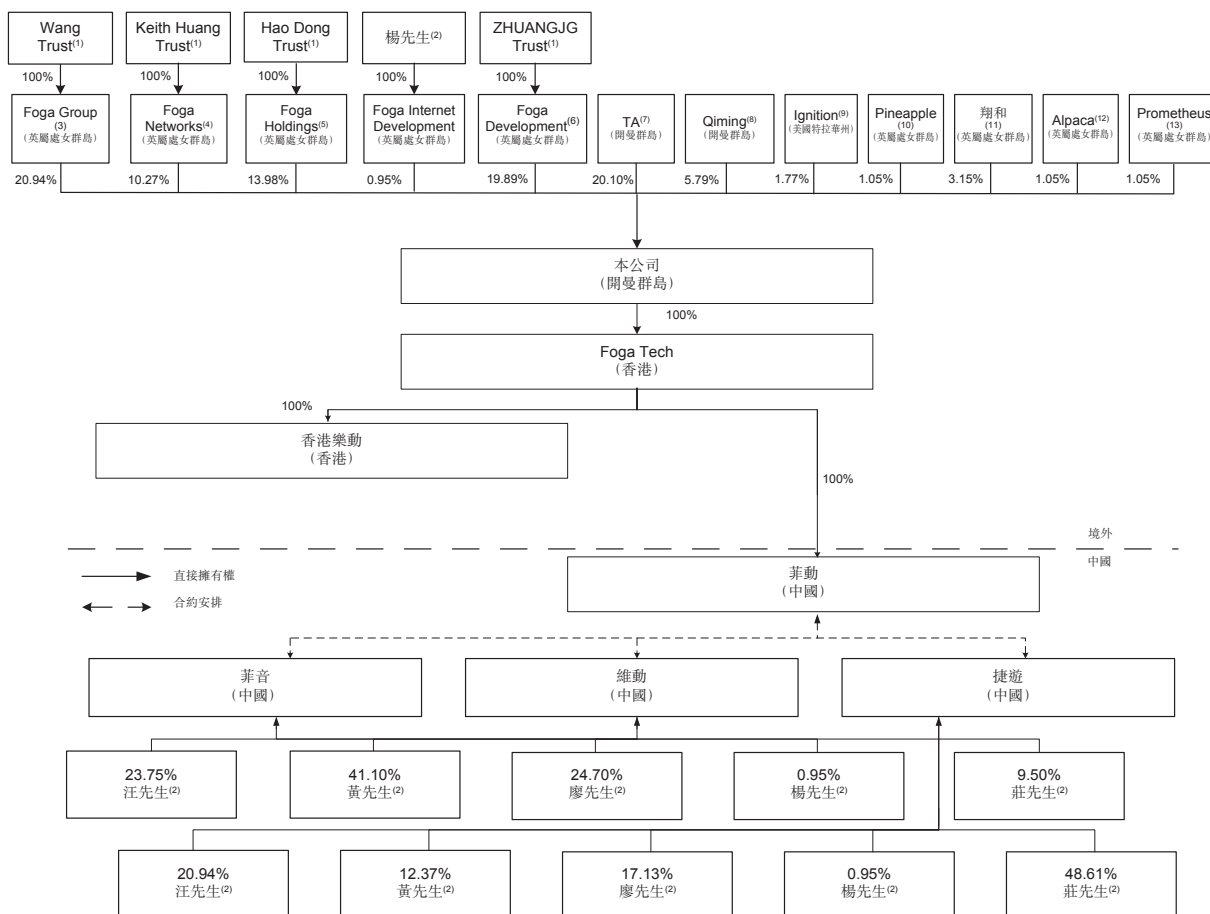 Wang
Trust(1)
Keith Huang
Trust(1)
Hao Dong
Trust(1)
楊先生(2)
ZHUANGJG
Trust(1)
100%
100%
100%
100%
100%
Foga Group
(3)
(英屬處女群島)
Foga
Networks(4)
(英屬處女群島)
Foga
Holdings(5)
(英屬處女群島)
Foga Internet
Development
(英屬處女群島)
Foga
Development(6)
(英屬處女群島)
TA(7)
(開曼群島)
Qiming(8)
(開曼群島)
Ignition(9)
(美國特拉華州)
Pineapple
(10)
(英屬處女群島)
翔和
(11)
(英屬處女群島)
Alpaca(12)
(英屬處女群島)
Prometheus
(13)
(英屬處女群島)
20.94%
10.27%
13.98%
0.95%
19.89%
20.10%
5.79%
1.77%
1.05%
3.15%
1.05%
1.05%
本公司
(開曼群島)
100%
Foga Tech
(香港)
100%
香港樂動
(香港)
100%
境外
中國
直接擁有權
合約安排
菲動
(中國)
菲音
(中國)
維動
(中國)
捷遊
(中國)
23.75%
汪先生(2)
41.10%
黃先生(2)
24.70%
廖先生(2)
0.95%
楊先生(2)
9.50%
莊先生(2)
20.94%
汪先生(2)
12.37%
黃先生(2)
17.13%
廖先生(2)
0.95%
楊先生(2)
48.61%
莊先生(2)